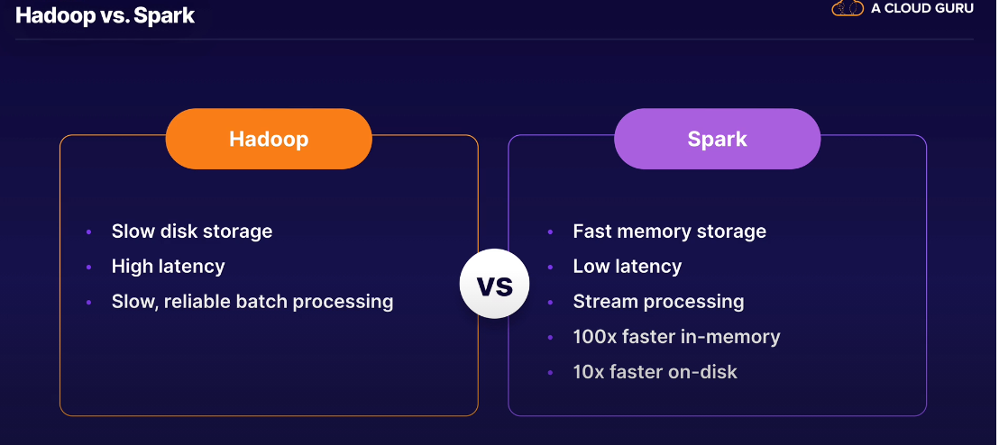 Hadoop vs. Spark
A CLOUD GURU
Hadoop
Slow disk storage
High latency
Slow, reliable batch processing
vs
Spark
Fast memory storage
Low latency
Stream processing
100x faster in-memory
10x faster on-disk